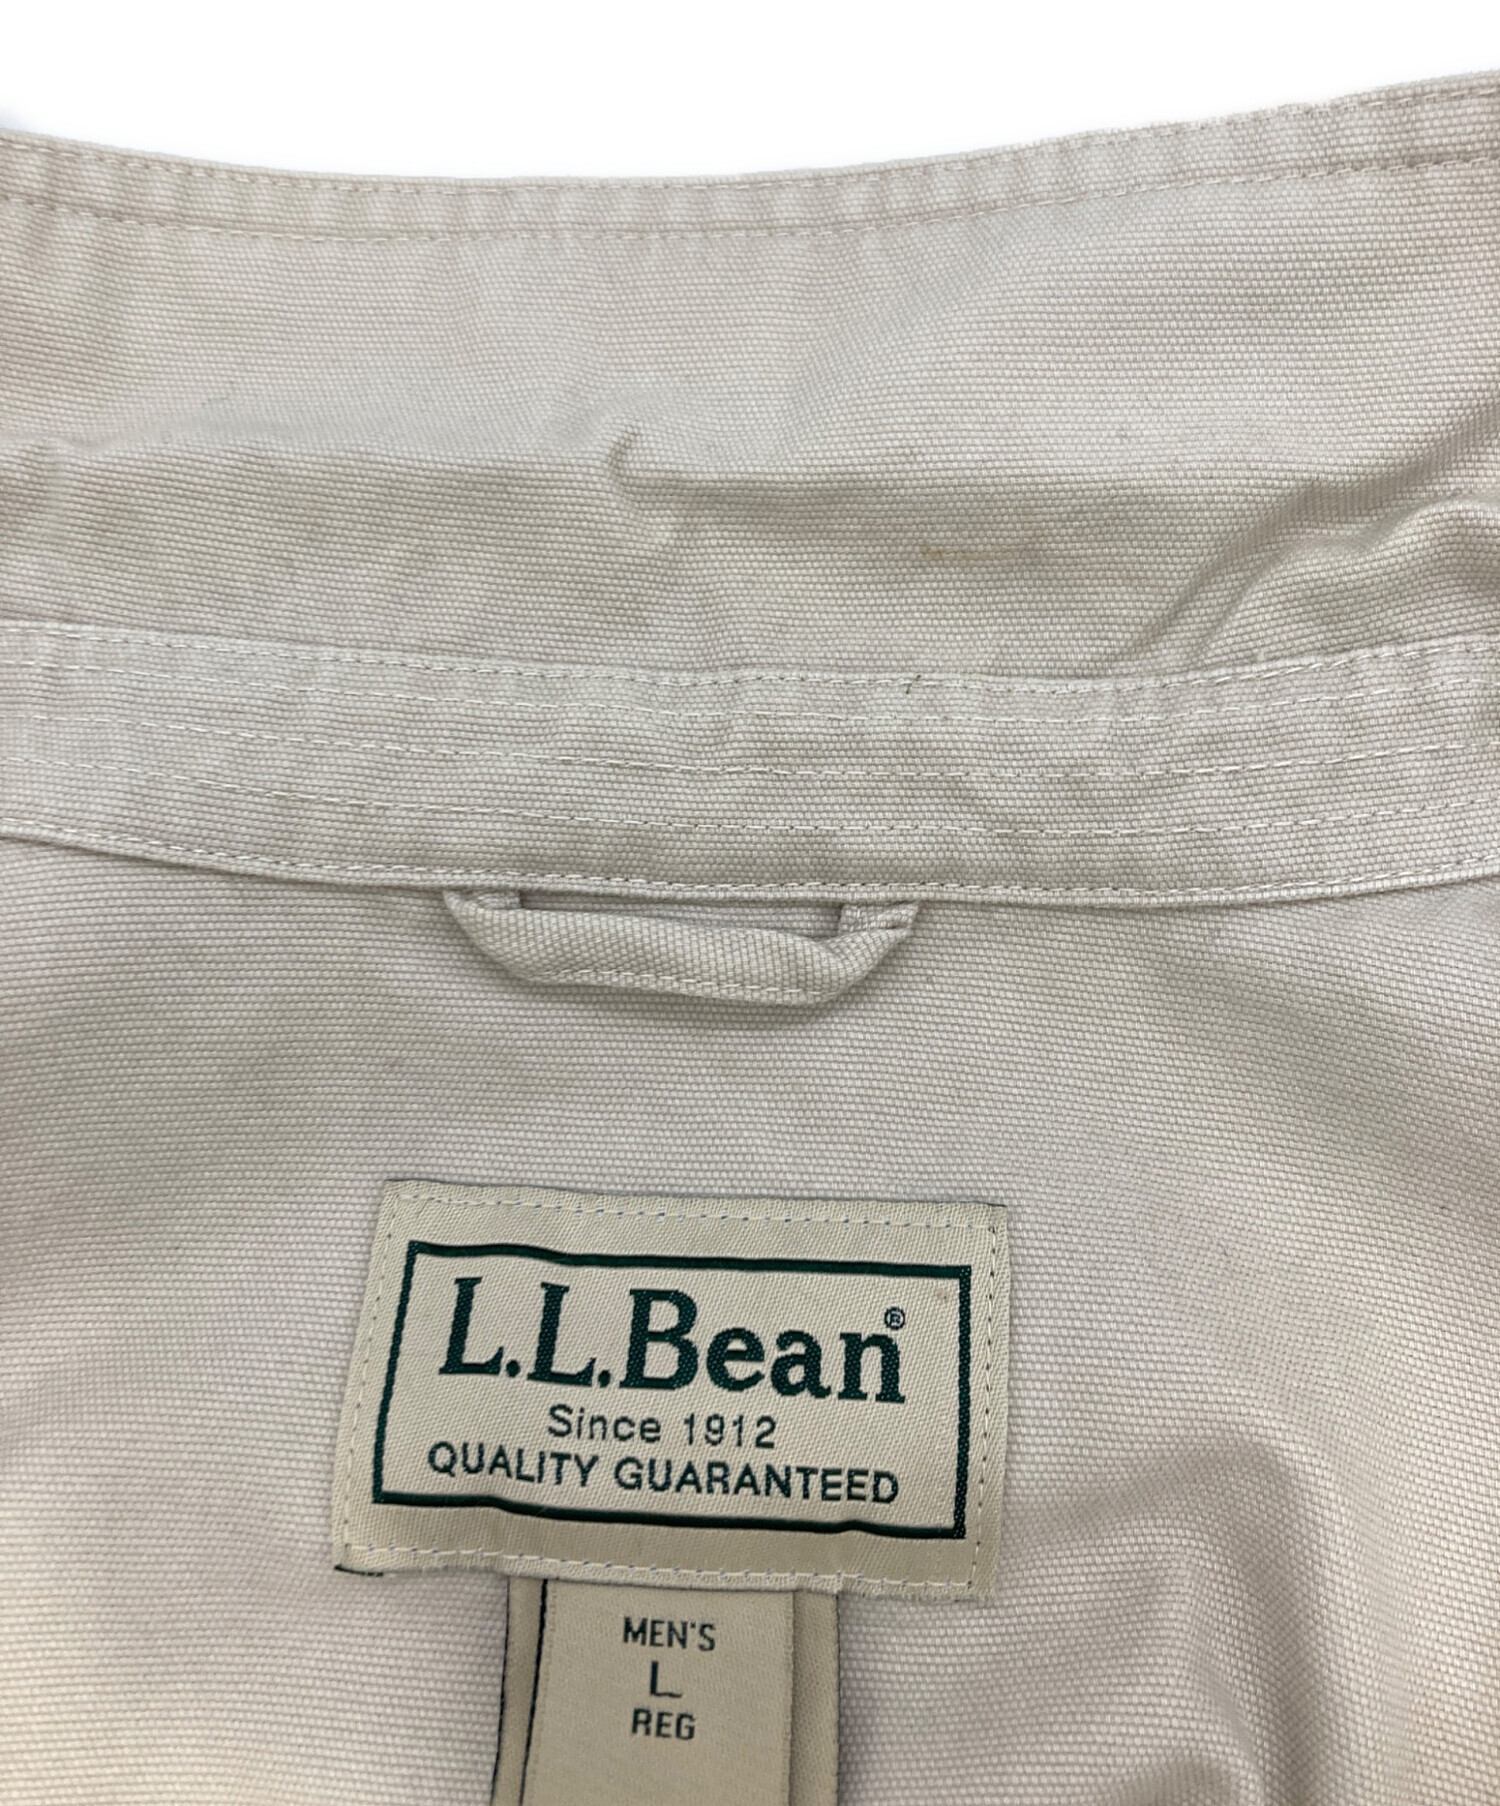 L.L.Bean®
Since 1912
QUALITY GUARANTEED
MEN'S
L
REG